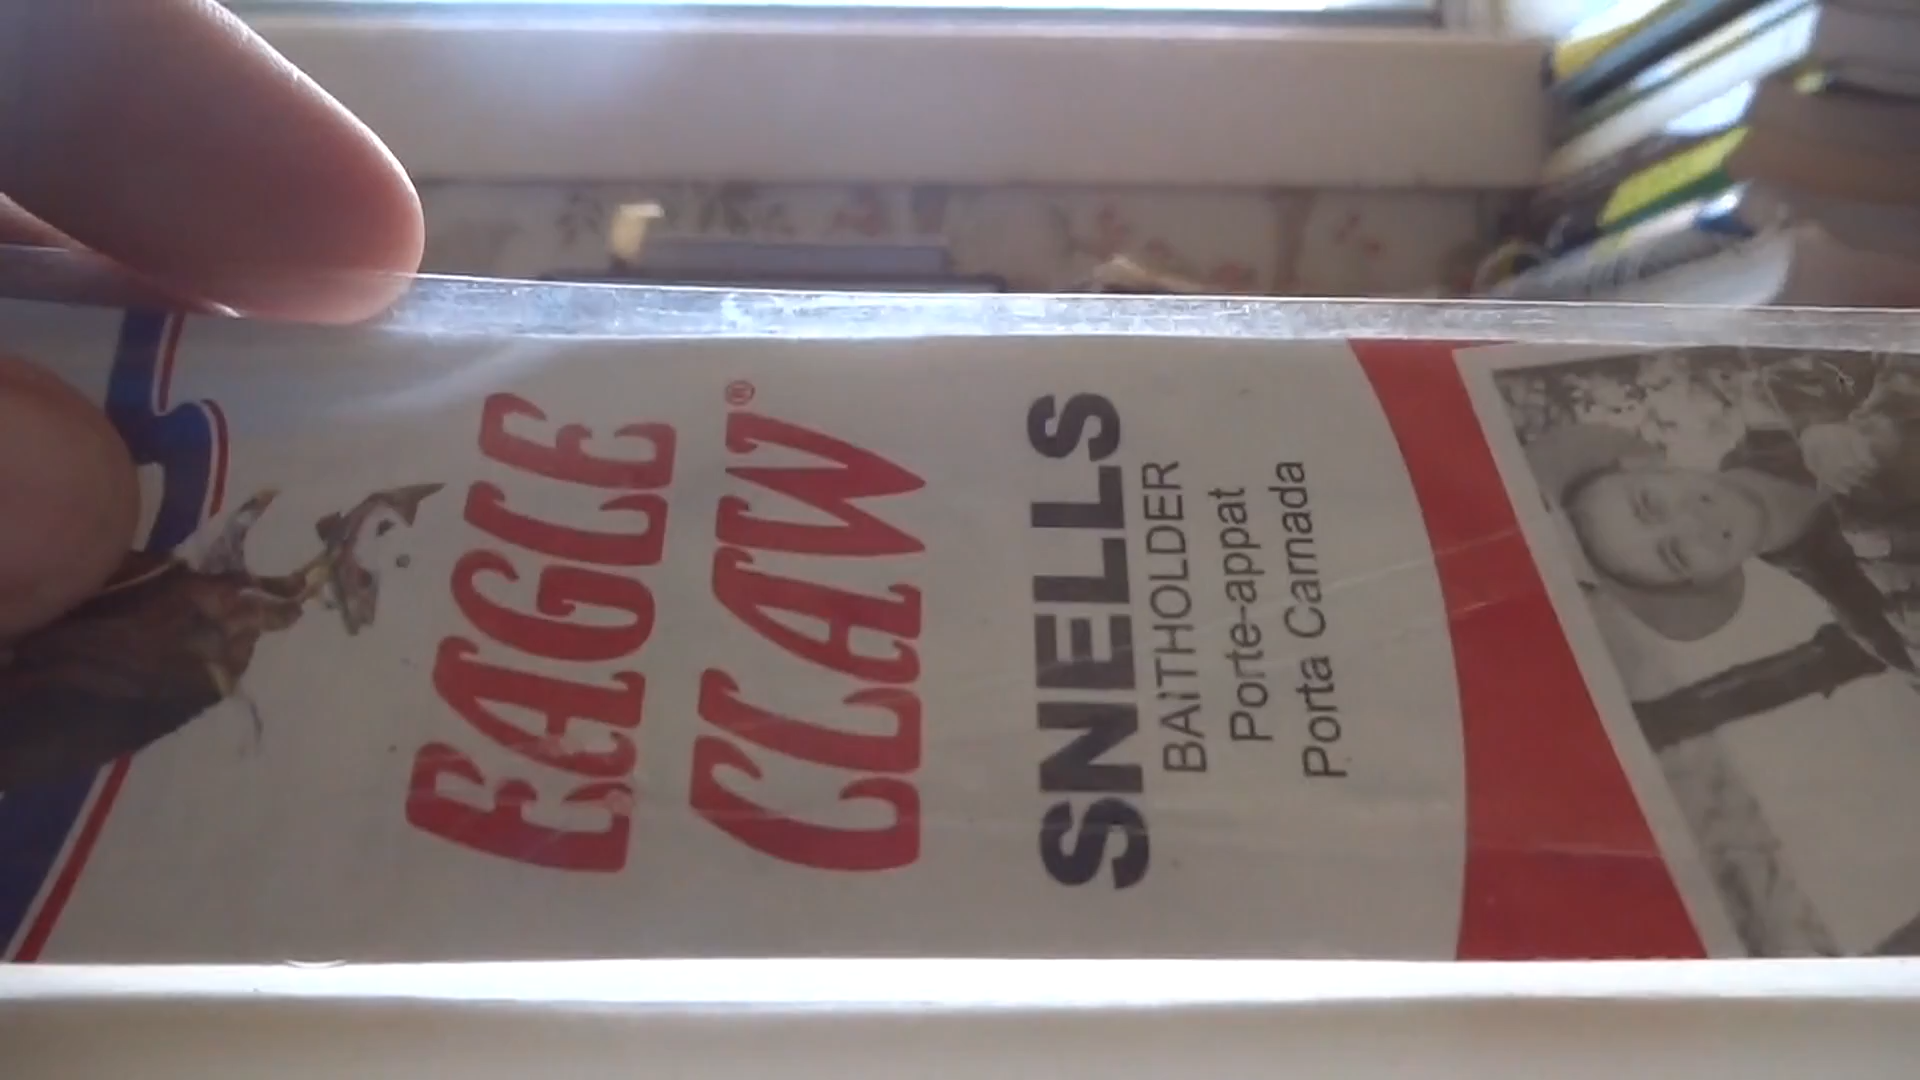 EAGLE
CLAW®
SNELLS
BAITHOLDER
Porte-appat
Porta Carnada